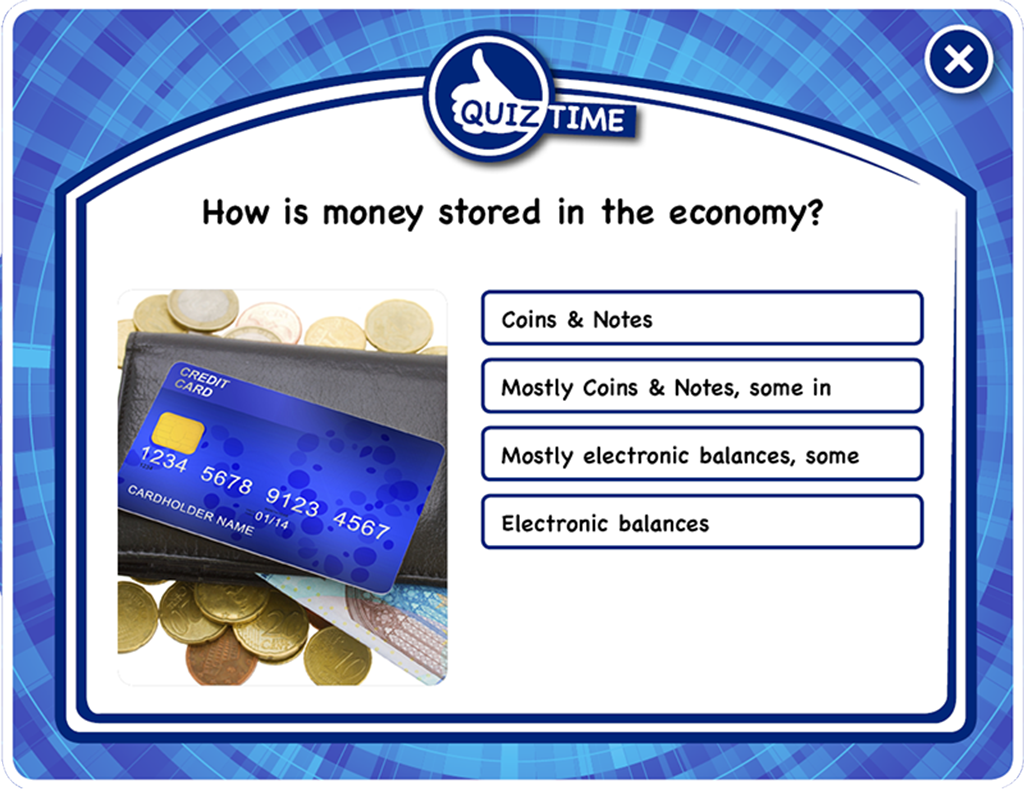 QUIZ TIME
How is money stored in the economy?
Coins & Notes
Mostly Coins & Notes, some in
Mostly electronic balances, some
Electronic balances
CREDIT
CARD
1234 5678 9123 4567
1234
01/14
CARDHOLDER NAME